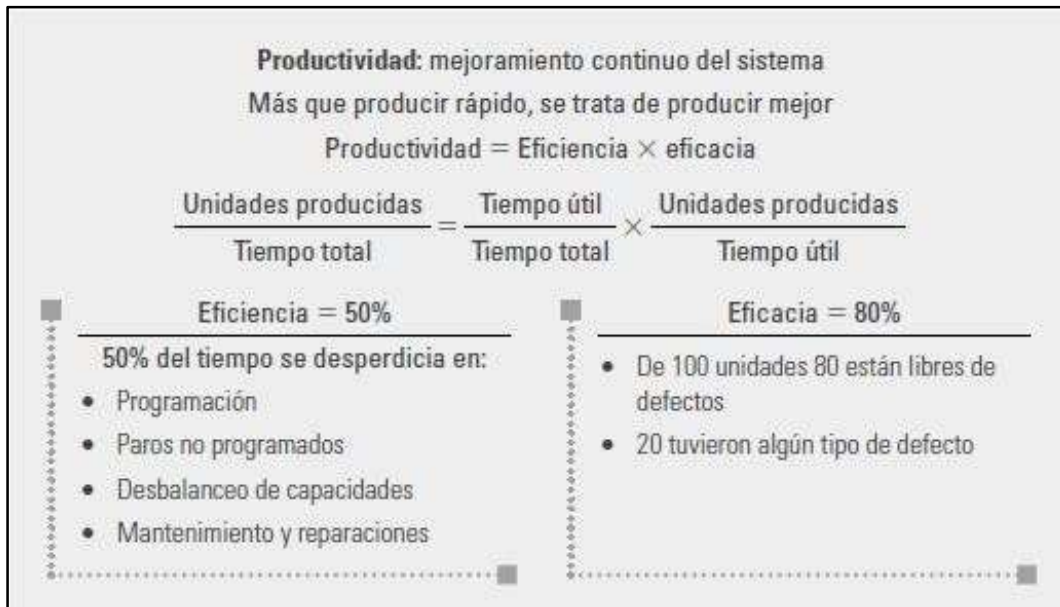 Productividad: mejoramiento continuo del sistema
Más que producir rápido, se trata de producir mejor
Productividad = Eficiencia × eficacia
Unidades producidas / Tiempo total = Tiempo útil / Tiempo total × Unidades producidas / Tiempo útil
Eficiencia = 50%
50% del tiempo se desperdicia en:
• Programación
• Paros no programados
• Desbalanceo de capacidades
• Mantenimiento y reparaciones
Eficacia = 80%
• De 100 unidades 80 están libres de
defectos
• 20 tuvieron algún tipo de defecto